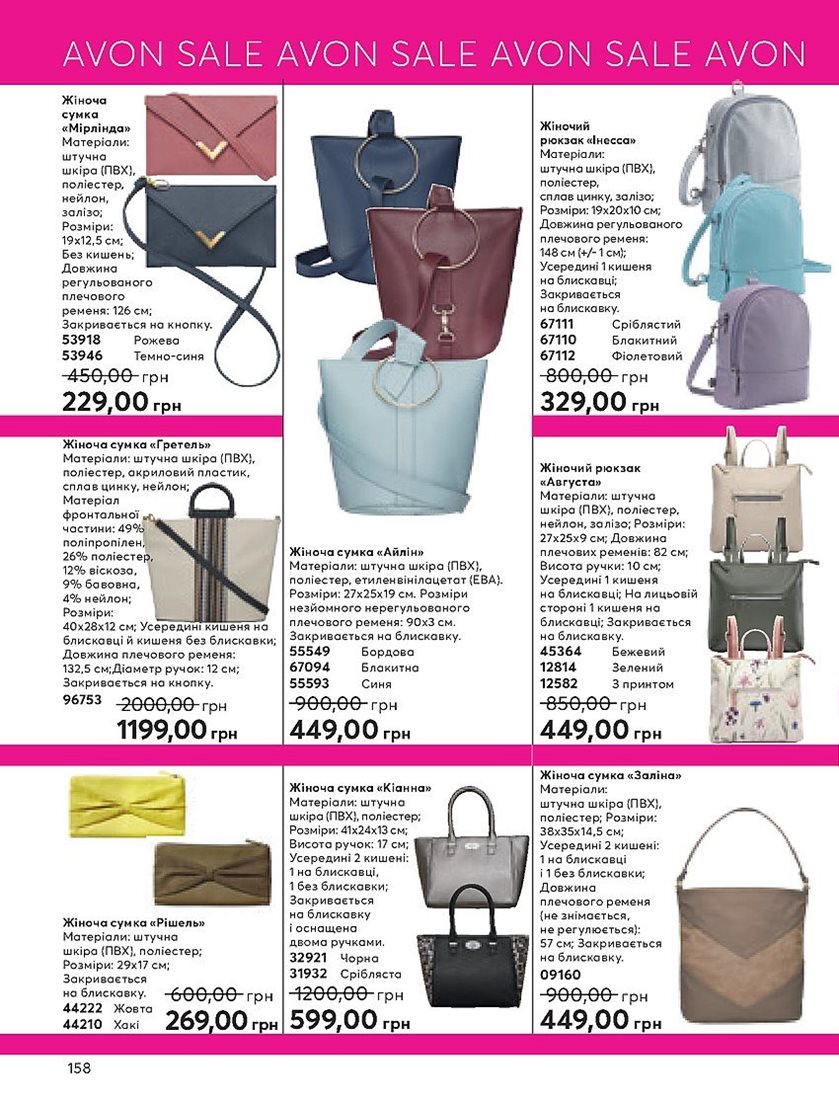 AVON SALE AVON SALE AVON SALE AVON
Жіноча
сумка
«Мірлінда»
Матеріали:
штучна
шкіра (ПВХ),
поліестер,
нейлон,
залізо;
Розміри:
19х12,5 см;
Без кишень;
Довжина
регульованого
плечового
ременя: 126 см;
Закривається на кнопку.
53918 Рожева
53946 Темно-синя
450,00 грн
229,00 грн
Жіночий
рюкзак «Інесса»
Матеріали:
штучна шкіра (ПВХ),
поліестер,
сплав цинку, залізо;
Розміри: 19х20х10 см;
Довжина регульованого
плечового ременя:
148 см (+/- 1 см);
Усередині 1 кишеня
на блискавці;
Закривається
на блискавку.
67111 Сріблястий
67110 Блакитний
67112 Фіолетовий
800,00 грн
329,00 грн
Жіноча сумка «Гретель»
Матеріали: штучна шкіра (ПВХ),
поліестер, акриловий пластик,
сплав цинку, нейлон;
Матеріал
фронтальної
частини: 49%
поліпропілен,
26% поліестер,
12% віскоза,
9% бавовна,
4% нейлон;
Розміри:
40х28х12 см; Усередині кишеня на
блискавці й кишеня без блискавки;
Довжина плечового ременя:
132,5 см;Діаметр ручок: 12 см;
Закривається на кнопку.
96753 2000,00 грн
1199,00 грн
Жіноча сумка «Айлін»
Матеріали: штучна шкіра (ПВХ),
поліестер, етиленвінілацетат (ЕВА).
Розміри: 27х25х19 см. Розміри
незйомного нерегульованого
плечового ременя: 90х3 см.
Закривається на блискавку.
55549 Бордова
67094 Блакитна
55593 Синя
900,00 грн
449,00 грн
Жіночий рюкзак
«Августа»
Матеріали: штучна
шкіра (ПВХ), поліестер,
нейлон, залізо; Розміри:
27х25х9 см; Довжина
плечових ременів: 82 см;
Висота ручки: 10 см;
Усередині 1 кишеня
на блискавці; На лицьовій
стороні 1 кишеня на
блискавці; Закривається
на блискавку.
45364 Бежевий
12814 Зелений
12582 З принтом
850,00 грн
449,00 грн
Жіноча сумка «Рішель»
Матеріали: штучна
шкіра (ПВХ), поліестер;
Розміри: 29х17 см;
Закривається
на блискавку.
44222 Жовта
44210 Хакі
600,00 грн
269,00 грн
Жіноча сумка «Кіанна»
Матеріали: штучна
шкіра (ПВХ), поліестер;
Розміри: 41х24х13 см;
Висота ручок: 17 см;
Усередині 2 кишені:
1 на блискавці,
1 без блискавки;
Закривається
на блискавку
і оснащена
двома ручками.
32921 Чорна
31932 Срібляста
1200,00 грн
599,00 грн
Жіноча сумка «Заліна»
Матеріали:
штучна шкіра (ПВХ),
поліестер; Розміри:
38х35х14,5 см;
Усередині 2 кишені:
1 на блискавці
і 1 без блискавки;
Довжина
плечового ременя
(не знімається,
не регулюється):
57 см; Закривається
на блискавку.
09160
900,00 грн
449,00 грн
158